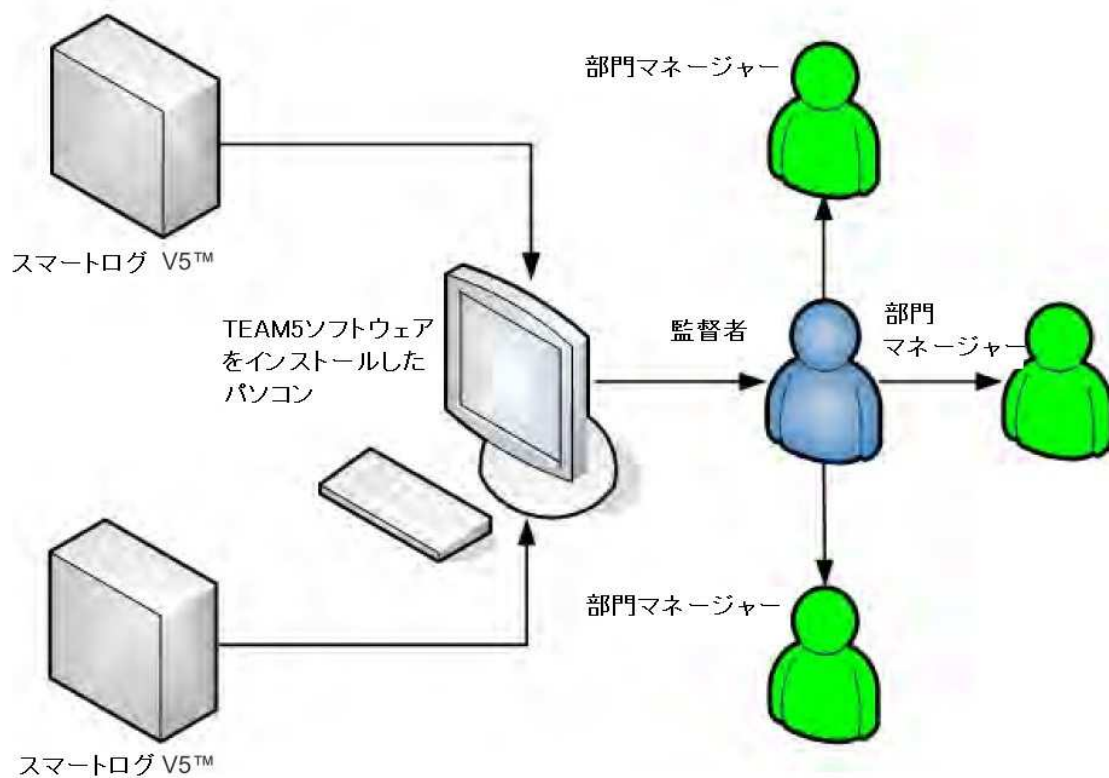 部門マネージャー
スマートログ V5™
TEAM5ソフトウェア
をインストールした
パソコン
監督者
部門
マネージャー
部門マネージャー
スマートログ V5™